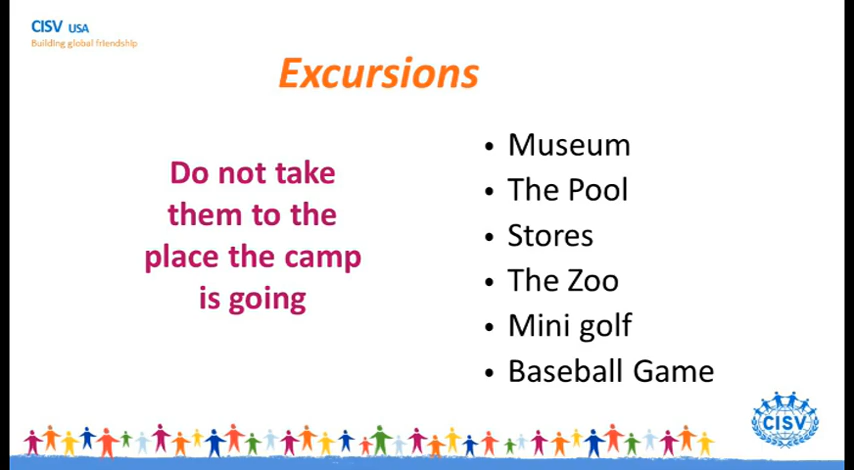 CISV USA
Building global friendship
Excursions
Do not take
them to the
place the camp
is going
• Museum
• The Pool
• Stores
• The Zoo
• Mini golf
• Baseball Game
CISV